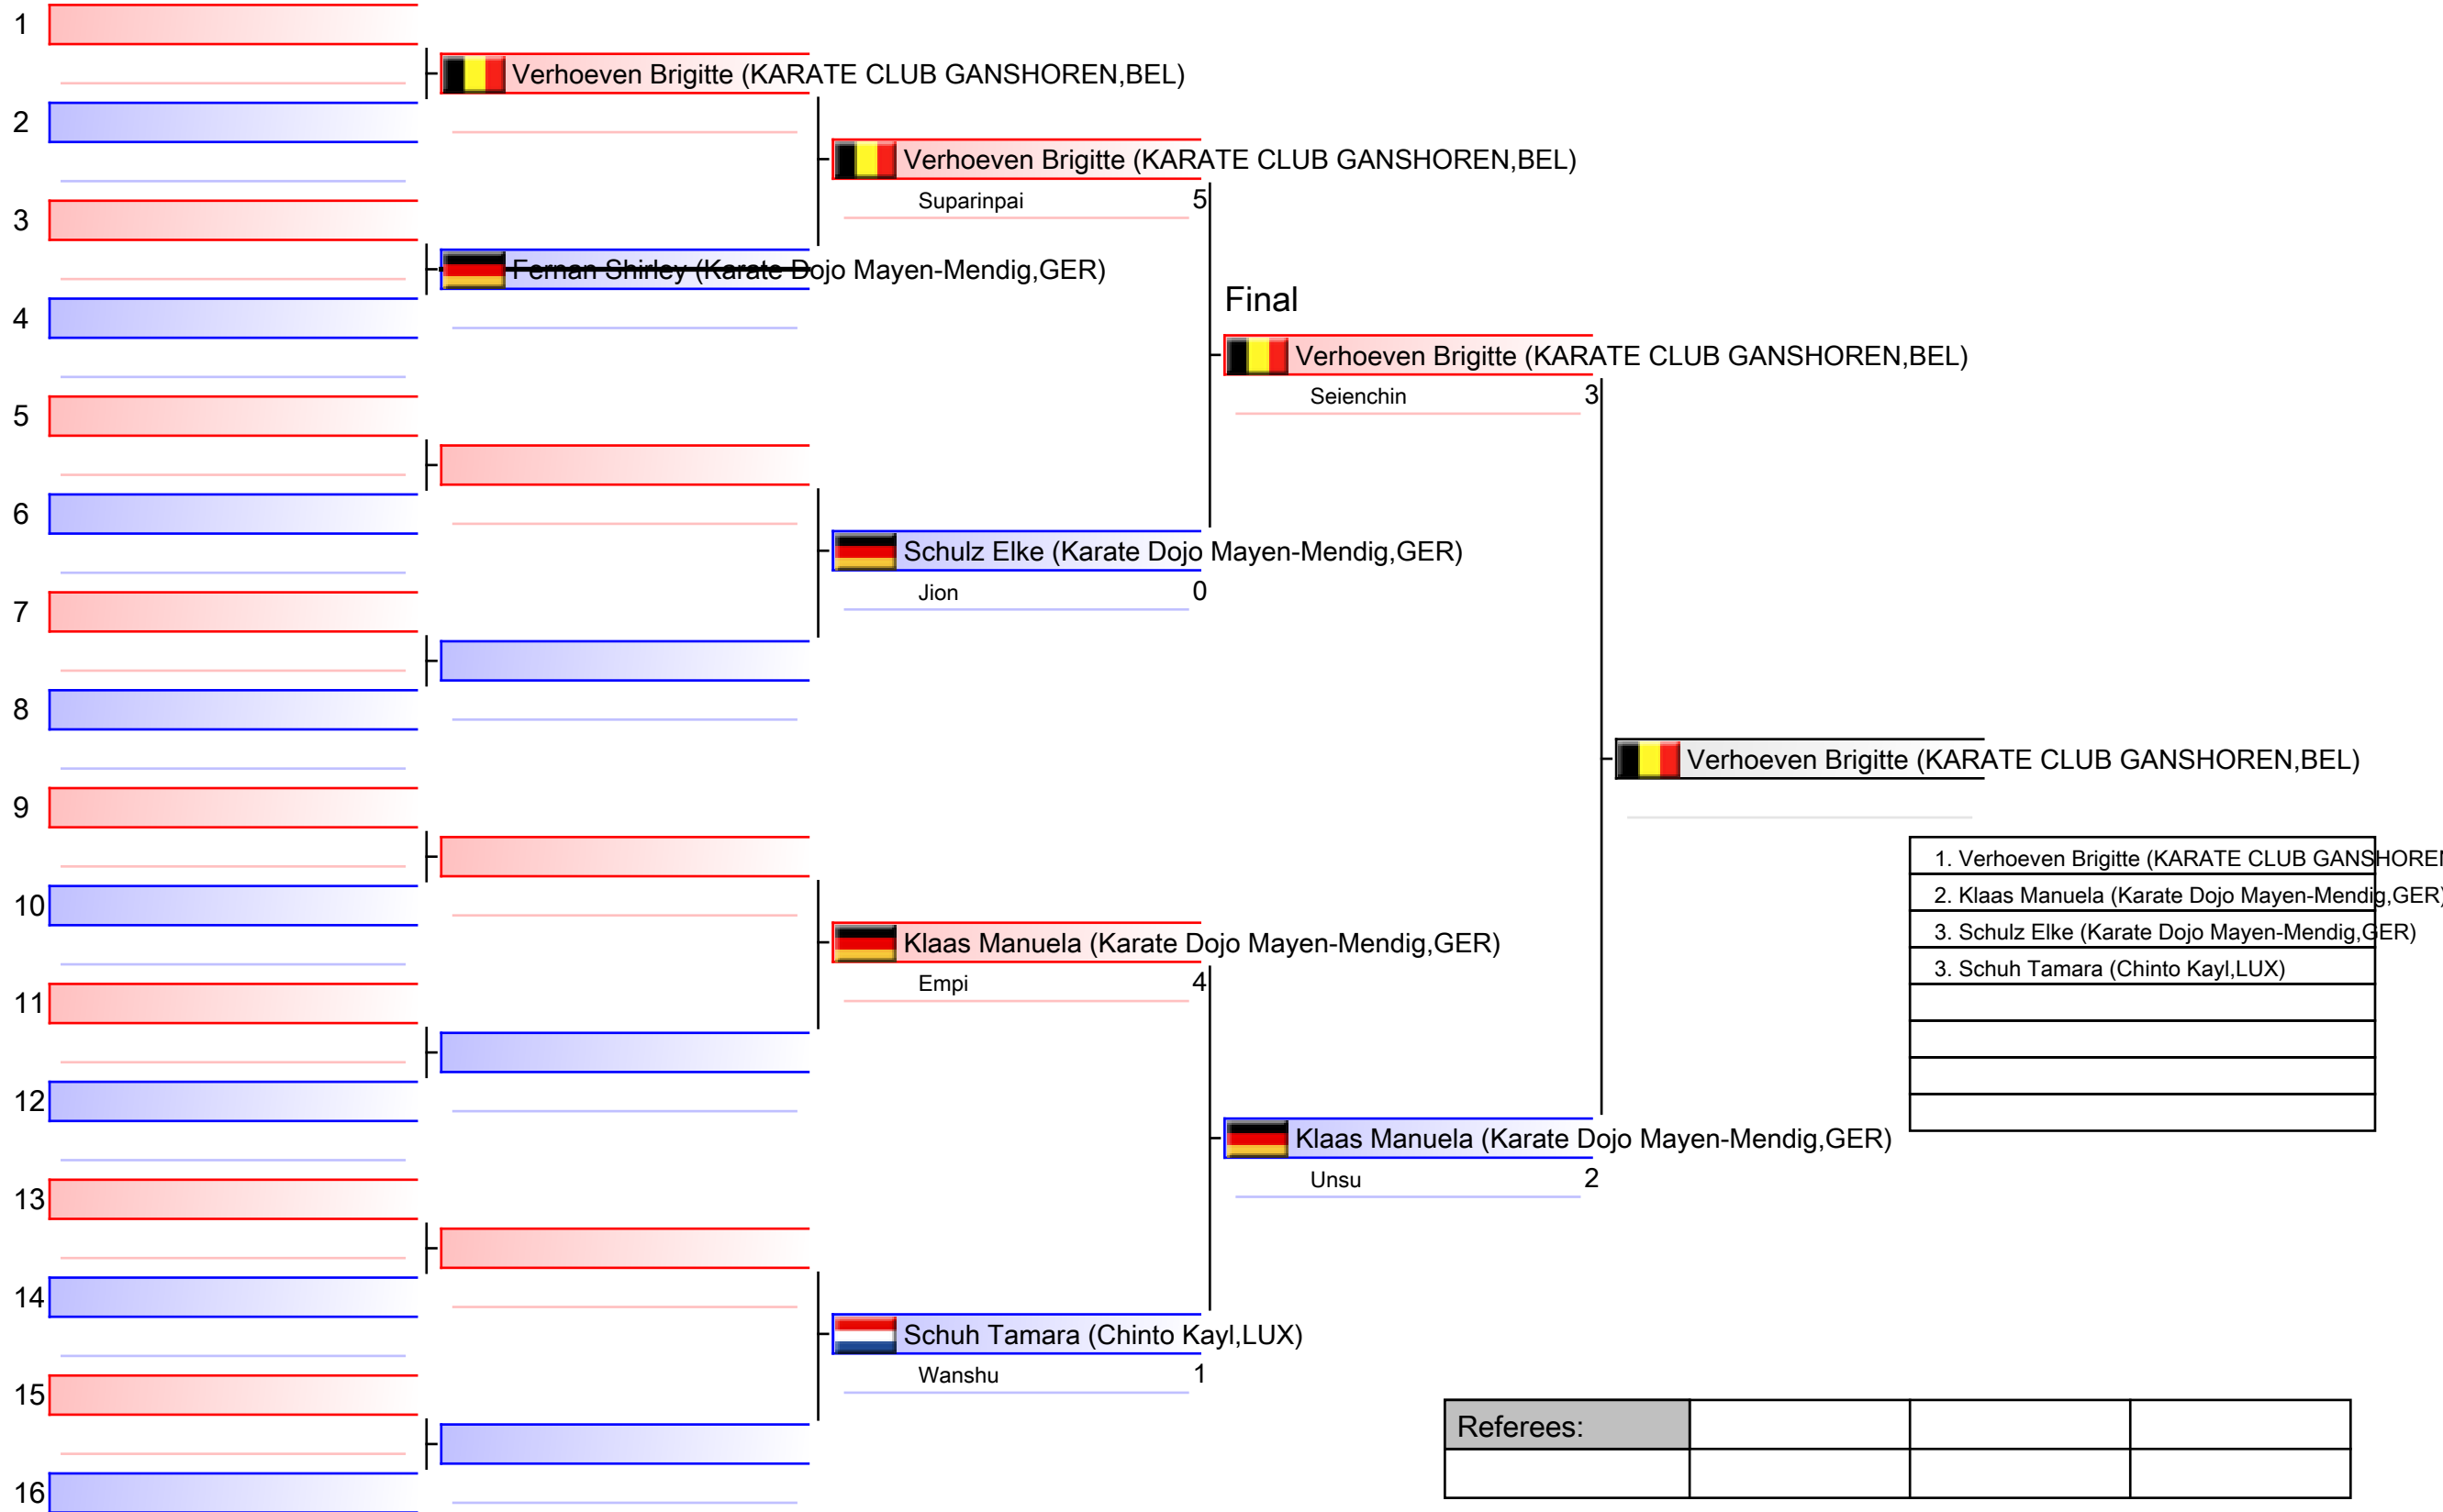 1
Verhoeven Brigitte (KARATE CLUB GANSHOREN,BEL)
2
Verhoeven Brigitte (KARATE CLUB GANSHOREN,BEL)
Suparinpai 5
3
Fernan Shirley (Karate Dojo Mayen-Mendig,GER)
4
Final
Verhoeven Brigitte (KARATE CLUB GANSHOREN,BEL)
Seienchin 3
5
6
Schulz Elke (Karate Dojo Mayen-Mendig,GER)
Jion 0
7
8
Verhoeven Brigitte (KARATE CLUB GANSHOREN,BEL)
9
1. Verhoeven Brigitte (KARATE CLUB GANSHOREN
2. Klaas Manuela (Karate Dojo Mayen-Mendig,GER)
3. Schulz Elke (Karate Dojo Mayen-Mendig,GER)
3. Schuh Tamara (Chinto Kayl,LUX)
10
Klaas Manuela (Karate Dojo Mayen-Mendig,GER)
Empi 4
11
12
Klaas Manuela (Karate Dojo Mayen-Mendig,GER)
Unsu 2
13
14
Schuh Tamara (Chinto Kayl,LUX)
Wanshu 1
15
Referees:
16